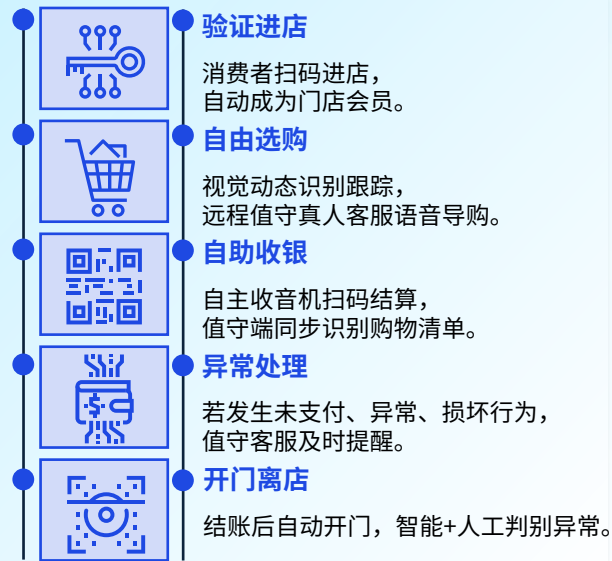 验证进店
消费者扫码进店，
自动成为门店会员。
自由选购
视觉动态识别跟踪，
远程值守真人客服语音导购。
自助收银
自主收音机扫码结算，
值守端同步识别购物清单。
异常处理
若发生未支付、异常、损坏行为，
值守客服及时提醒。
开门离店
结账后自动开门，智能+人工判别异常。